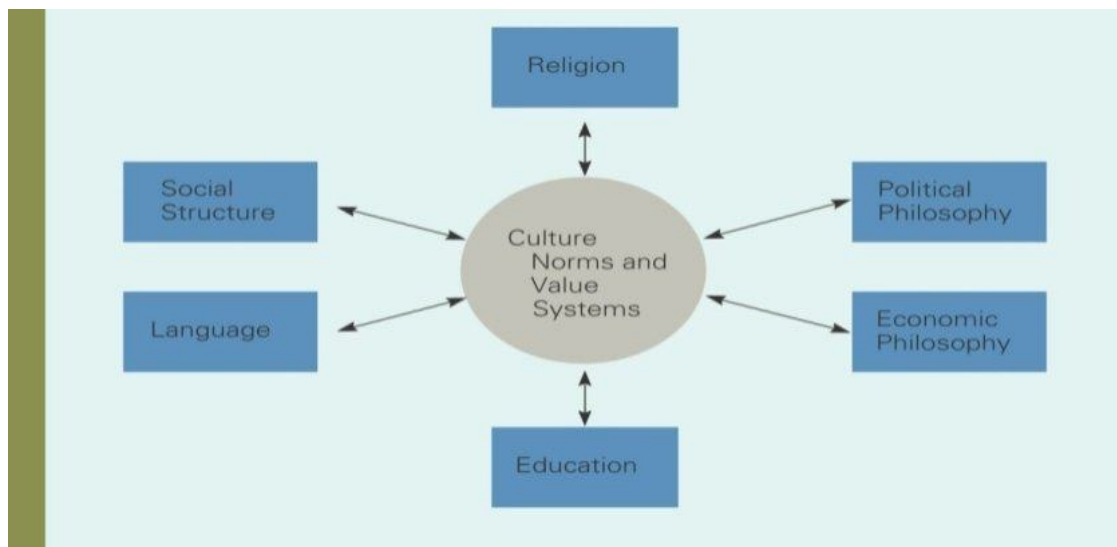 Religion
Social
Structure
Political
Philosophy
Culture
Norms and
Value
Systems
Language
Economic
Philosophy
Education